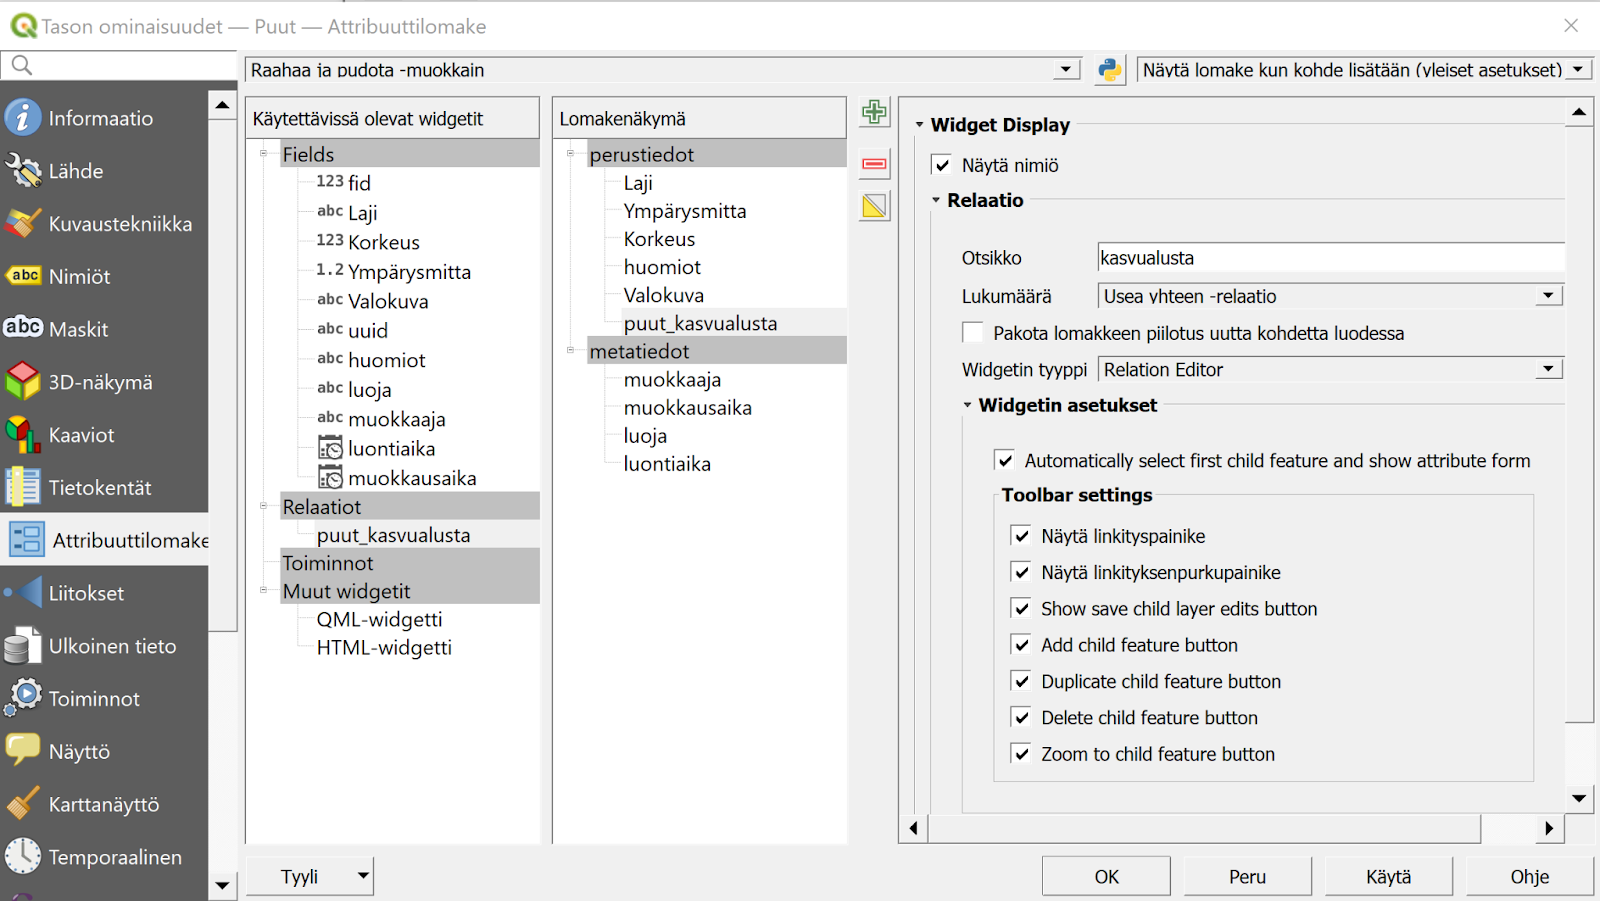 Tason ominaisuudet — Puut — Attribuuttilomake
Raahaa ja pudota -muokkain
Näytä lomake kun kohde lisätään (yleiset asetukset)
Informaatio
Lähde
Kuvaustekniikka
abc Nimiöt
abc Maskit
3D-näkymä
Kaaviot
Tietokentät
Attribuuttilomake
Liitokset
Ulkoinen tieto
Toiminnot
Näyttö
Karttanäyttö
Temporaalinen
Käytettävissä olevat widgetit
Fields
123 fid
abc Laji
123 Korkeus
1.2 Ympärysmitta
abc Valokuva
abc uuid
abc huomiot
abc luoja
abc muokkaaja
luontiaika
muokkausaika
Relaatiot
puut_kasvualusta
Toiminnot
Muut widgetit
QML-widgetti
HTML-widgetti
Lomakenäkymä
perustiedot
Laji
Ympärysmitta
Korkeus
huomiot
Valokuva
puut_kasvualusta
metatiedot
muokkaaja
muokkausaika
luoja
luontiaika
Widget Display
Näytä nimiö
Relaatio
Otsikko kasvualusta
Lukumäärä Usea yhteen -relaatio
Pakota lomakkeen piilotus uutta kohdetta luodessa
Widgetin tyyppi Relation Editor
Widgetin asetukset
Automatically select first child feature and show attribute form
Toolbar settings
Näytä linkityspainike
Näytä linkityksenpurkupainike
Show save child layer edits button
Add child feature button
Duplicate child feature button
Delete child feature button
Zoom to child feature button
Tyyli
OK
Peru
Käytä
Ohje